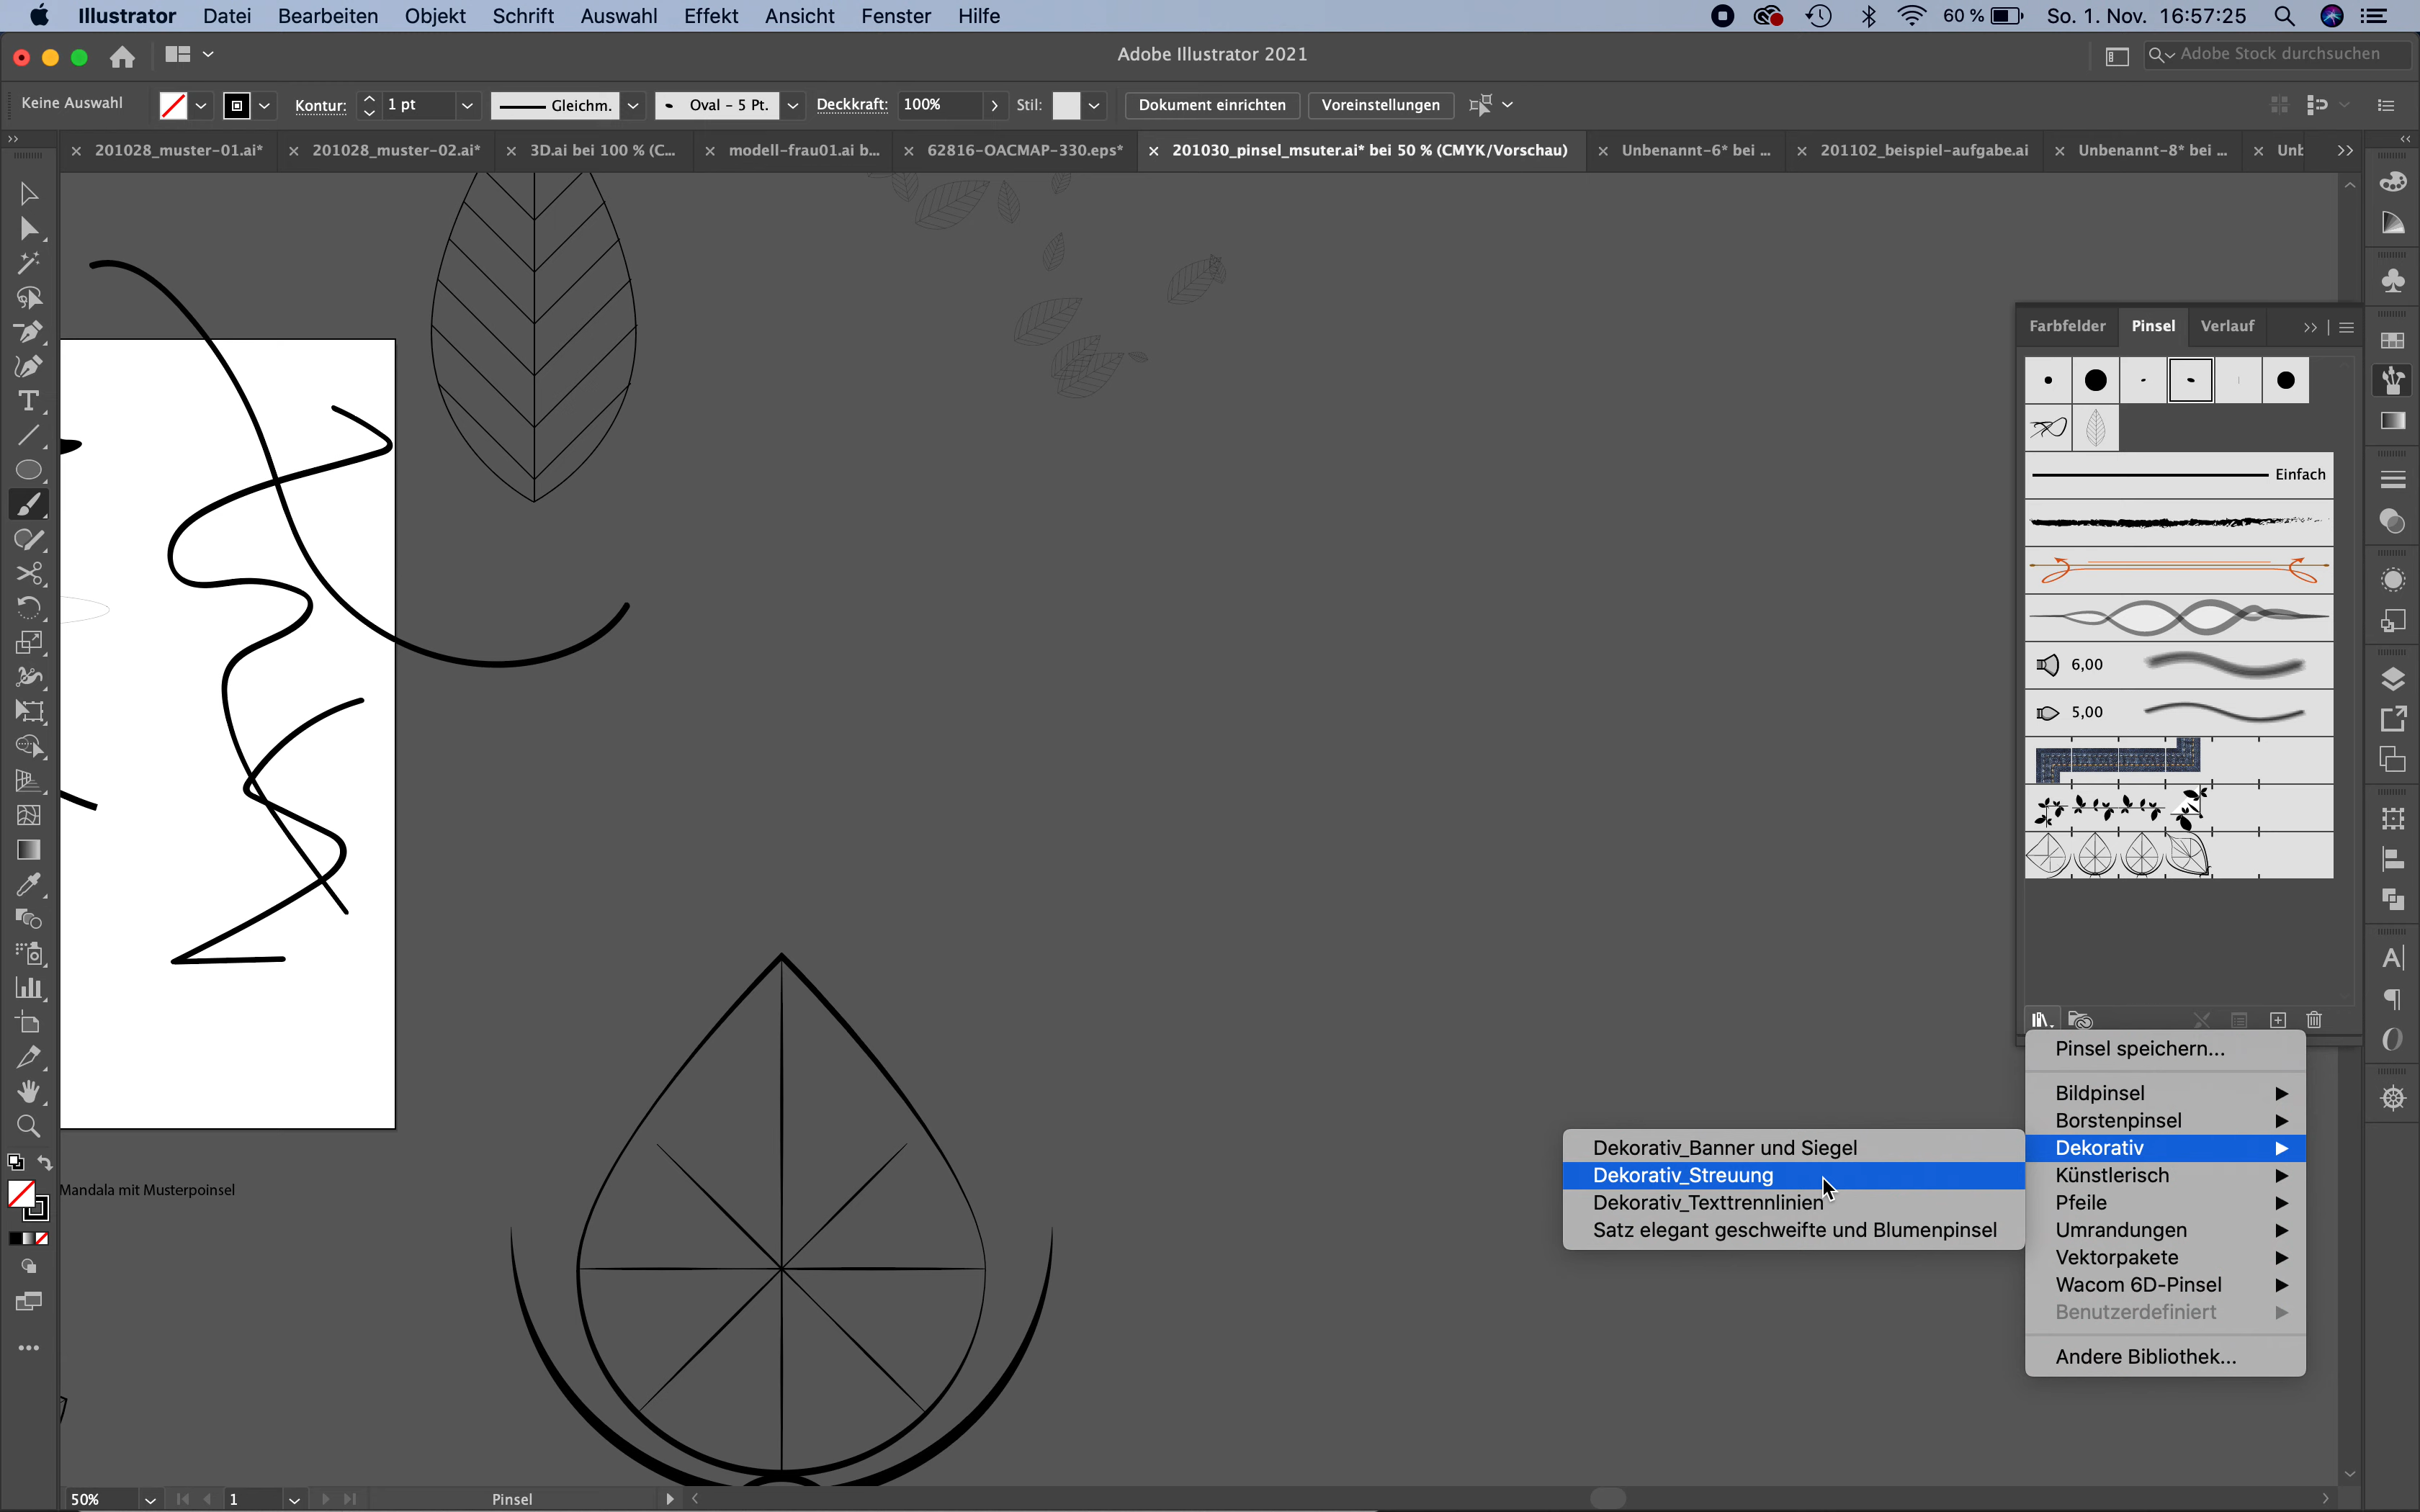 Illustrator Datei Bearbeiten Objekt Schrift Auswahl Effekt Ansicht Fenster Hilfe 60 % So. 1. Nov. 16:57:25
Adobe Illustrator 2021 Adobe Stock durchsuchen
Keine Auswahl Kontur: 1 pt Gleichm. Oval - 5 Pt. Deckkraft: 100% Stil: Dokument einrichten Voreinstellungen
201028_muster-01.ai* 201028_muster-02.ai* 3D.ai bei 100 % (C... modell-frau01.ai b... 62816-OACMAP-330.eps* 201030_pinsel_msuter.ai* bei 50 % (CMYK/Vorschau) Unbenannt-6* bei ... 201102_beispiel-aufgabe.ai Unbenannt-8* bei ...
Farbfelder Pinsel Verlauf
Einfach
6,00
5,00
Pinsel speichern...
Bildpinsel
Borstenpinsel
Dekorativ
Künstlerisch
Pfeile
Umrandungen
Vektorpakete
Wacom 6D-Pinsel
Benutzerdefiniert
Andere Bibliothek...
Dekorativ_Banner und Siegel
Dekorativ_Streuung
Dekorativ_Texttrennlinien
Satz elegant geschweifte und Blumenpinsel
Mandala mit Musterpoinsel
50% 1 Pinsel